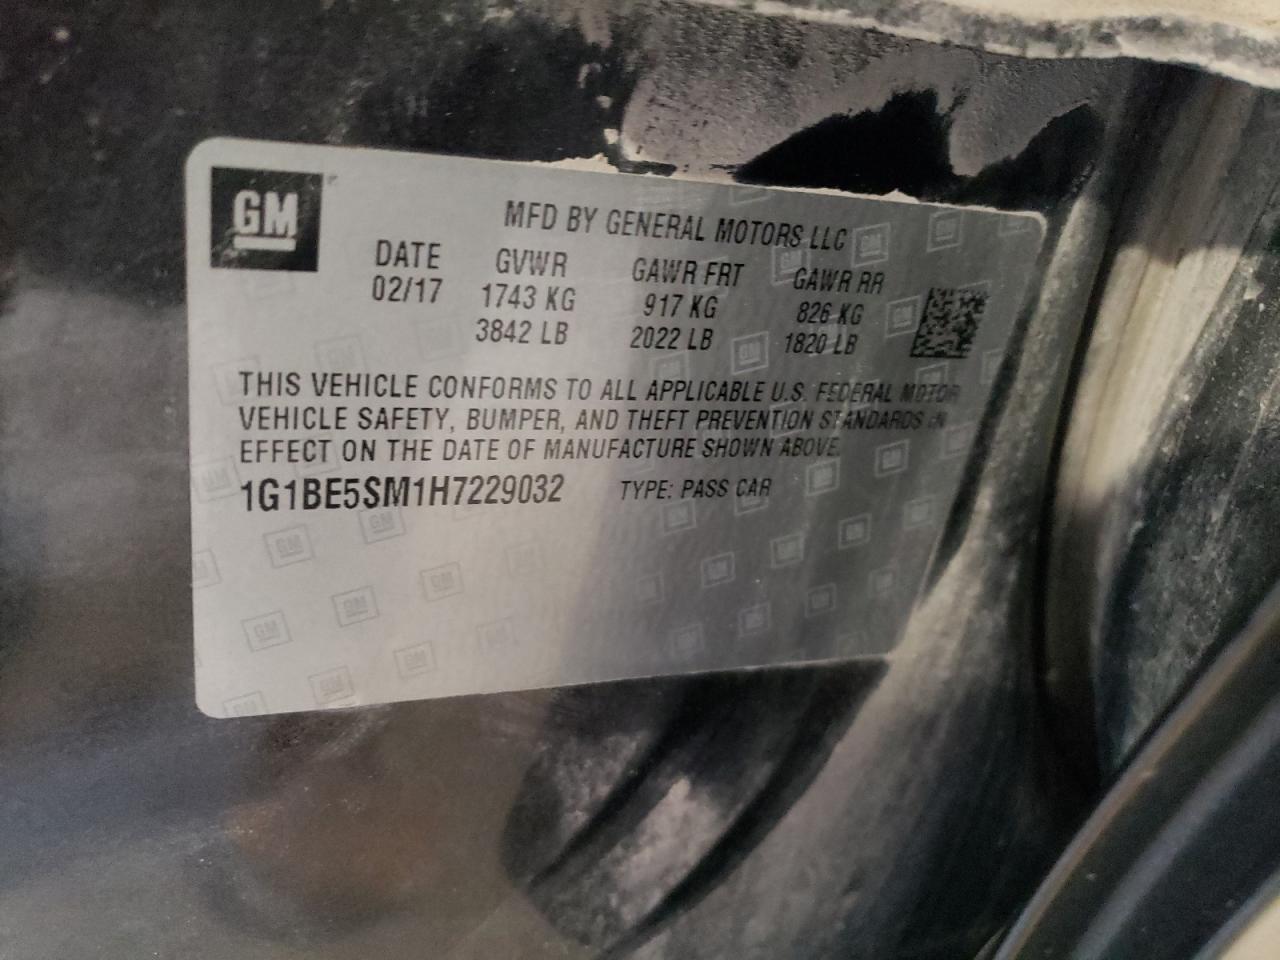 GM
MFD BY GENERAL MOTORS LLC
DATE GVWR GAWR FRT GAWR RR
02/17 1743 KG 917 KG 826 KG
3842 LB 2022 LB 1820 LB
THIS VEHICLE CONFORMS TO ALL APPLICABLE U.S. FEDERAL MOTOR
VEHICLE SAFETY, BUMPER, AND THEFT PREVENTION STANDARDS IN
EFFECT ON THE DATE OF MANUFACTURE SHOWN ABOVE.
1G1BE5SM1H7229032 TYPE: PASS CAR